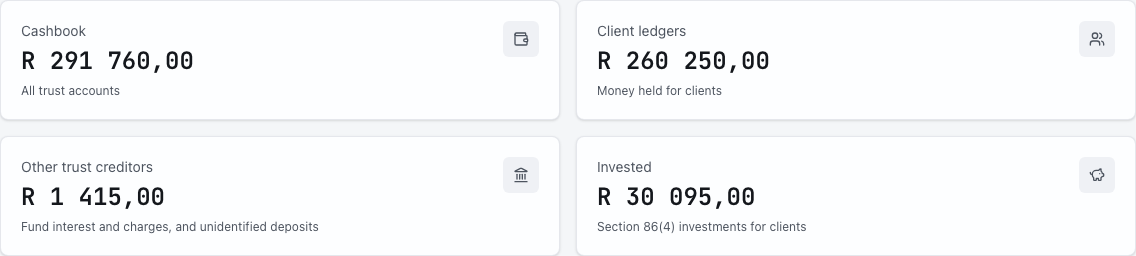 Cashbook
R 291 760,00
All trust accounts
Client ledgers
R 260 250,00
Money held for clients
Other trust creditors
R 1 415,00
Fund interest and charges, and unidentified deposits
Invested
R 30 095,00
Section 86(4) investments for clients